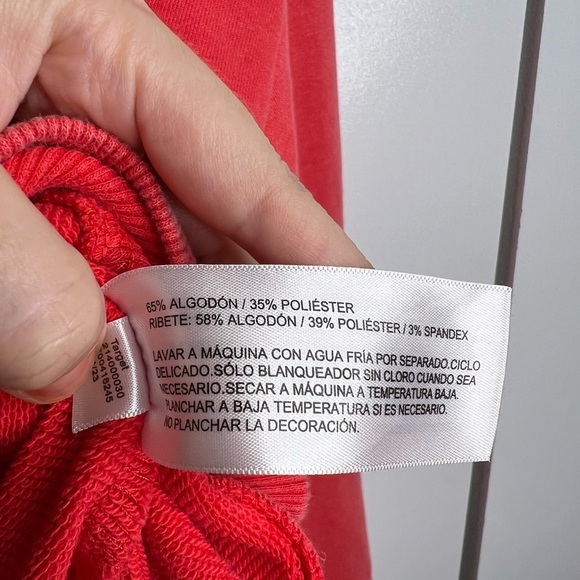 65% ALGODÓN / 35% POLIÉSTER
RIBETE: 58% ALGODÓN / 39% POLIÉSTER / 3% SPANDEX
LAVAR A MÁQUINA CON AGUA FRÍA POR SEPARADO.CICLO
DELICADO.SÓLO BLANQUEADOR SIN CLORO CUANDO SEA
NECESARIO.SECAR A MÁQUINA A TEMPERATURA BAJA.
PLANCHAR A BAJA TEMPERATURA SI ES NECESARIO.
NO PLANCHAR LA DECORACIÓN.
Target
214000030